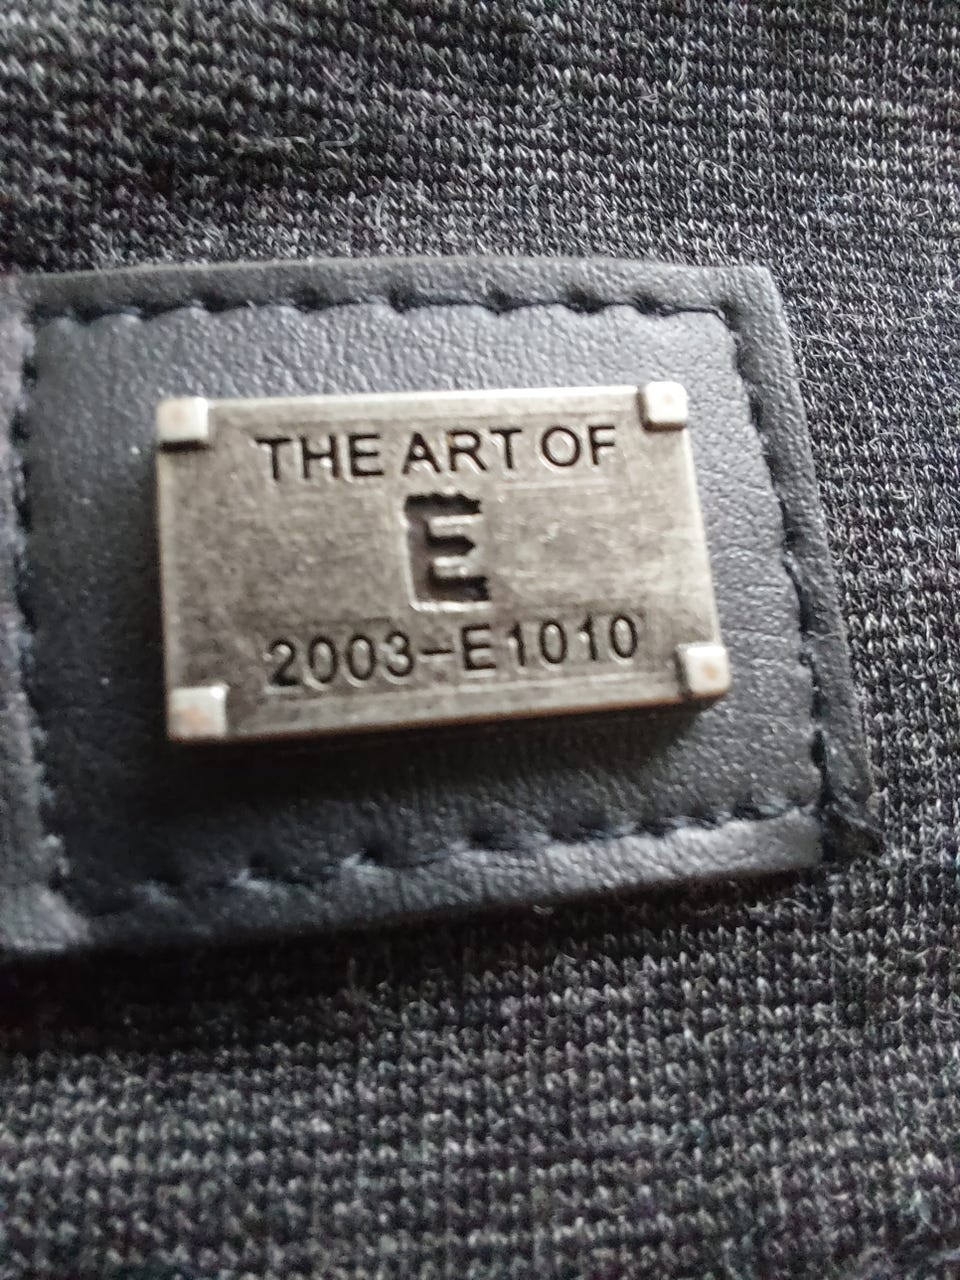 THE ART OF
E
2003-E1010